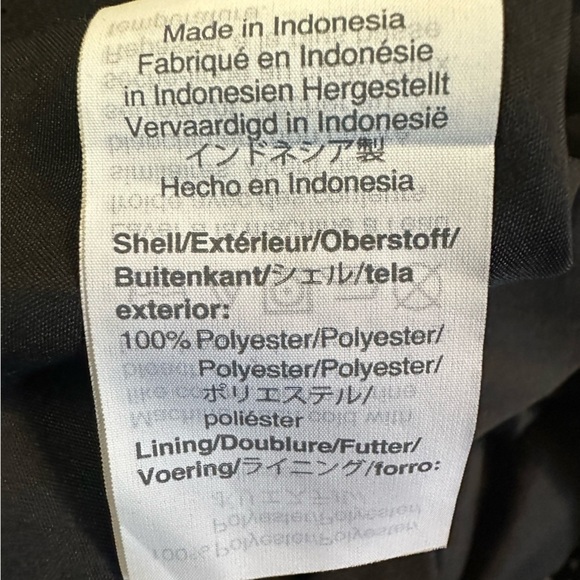 Made in Indonesia
Fabriqué en Indonésie
in Indonesien Hergestellt
Vervaardigd in Indonesië
インドネシア製
Hecho en Indonesia
Shell/Extérieur/Oberstoff/
Buitenkant/シェル/tela
exterior:
100% Polyester/Polyester/
Polyester/Polyester/
ポリエステル/
poliéster
Lining/Doublure/Futter/
Voering/ライニング/forro: